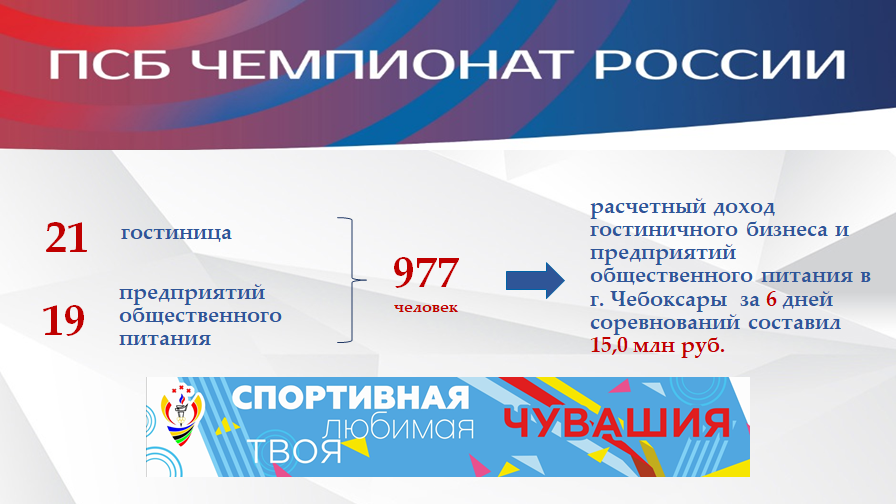 ПСБ ЧЕМПИОНАТ РОССИИ
21 гостиница
19 предприятий
общественного
питания
977
человек
расчетный доход
гостиничного бизнеса и
предприятий
общественного питания в
г. Чебоксары за 6 дней
соревнований составил
15,0 млн руб.
СПОРТИВНАЯ
любимая
ТВОЯ
ЧУВАШИЯ